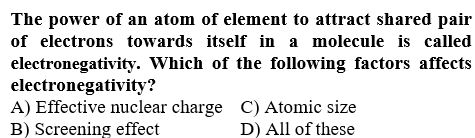 The power of an atom of element to attract shared pair
of electrons towards itself in a molecule is called
electronegativity. Which of the following factors affects
electronegativity?
A) Effective nuclear charge C) Atomic size
B) Screening effect D) All of these